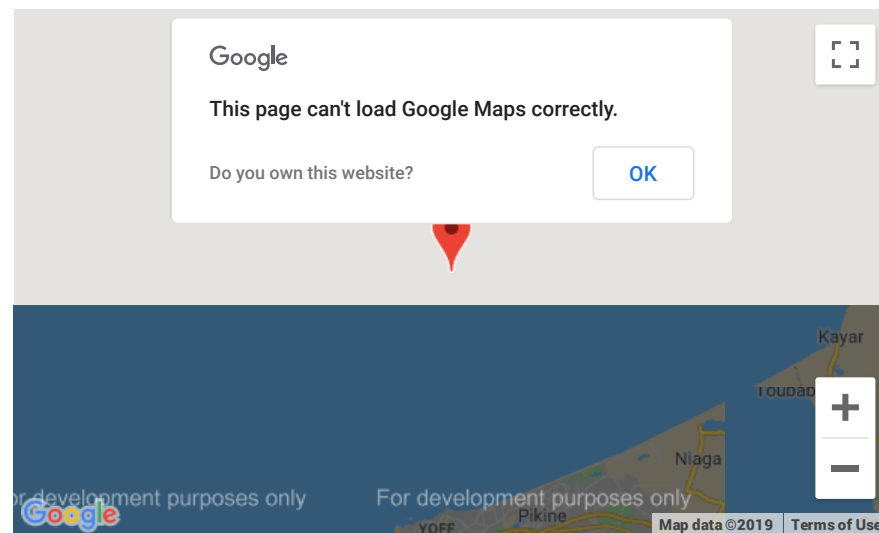 Google
This page can't load Google Maps correctly.
Do you own this website?
OK
Kayar
Toubab
Niaga
or development purposes only
For development purposes only
Google
Pikine
YOFF
Map data ©2019
Terms of Use